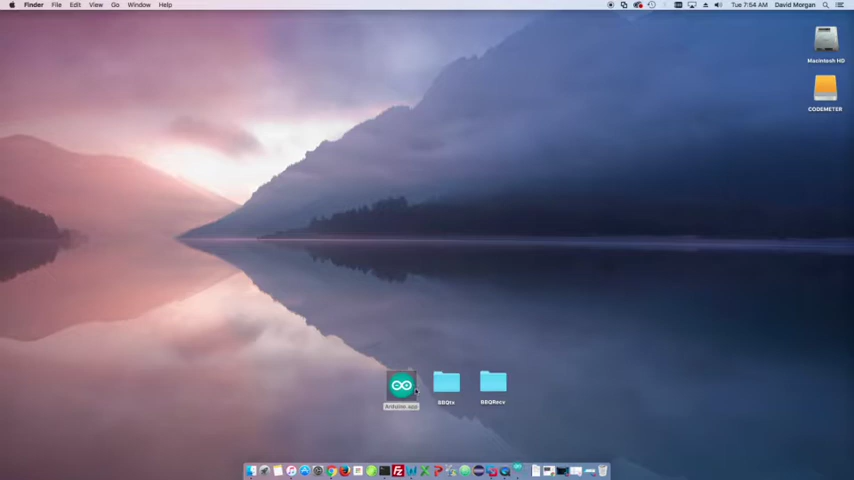 Finder File Edit View Go Window Help
Tue 7:54 AM David Morgan
Macintosh HD
CODEMETER
Arduino.app BBQtx BBQRecv